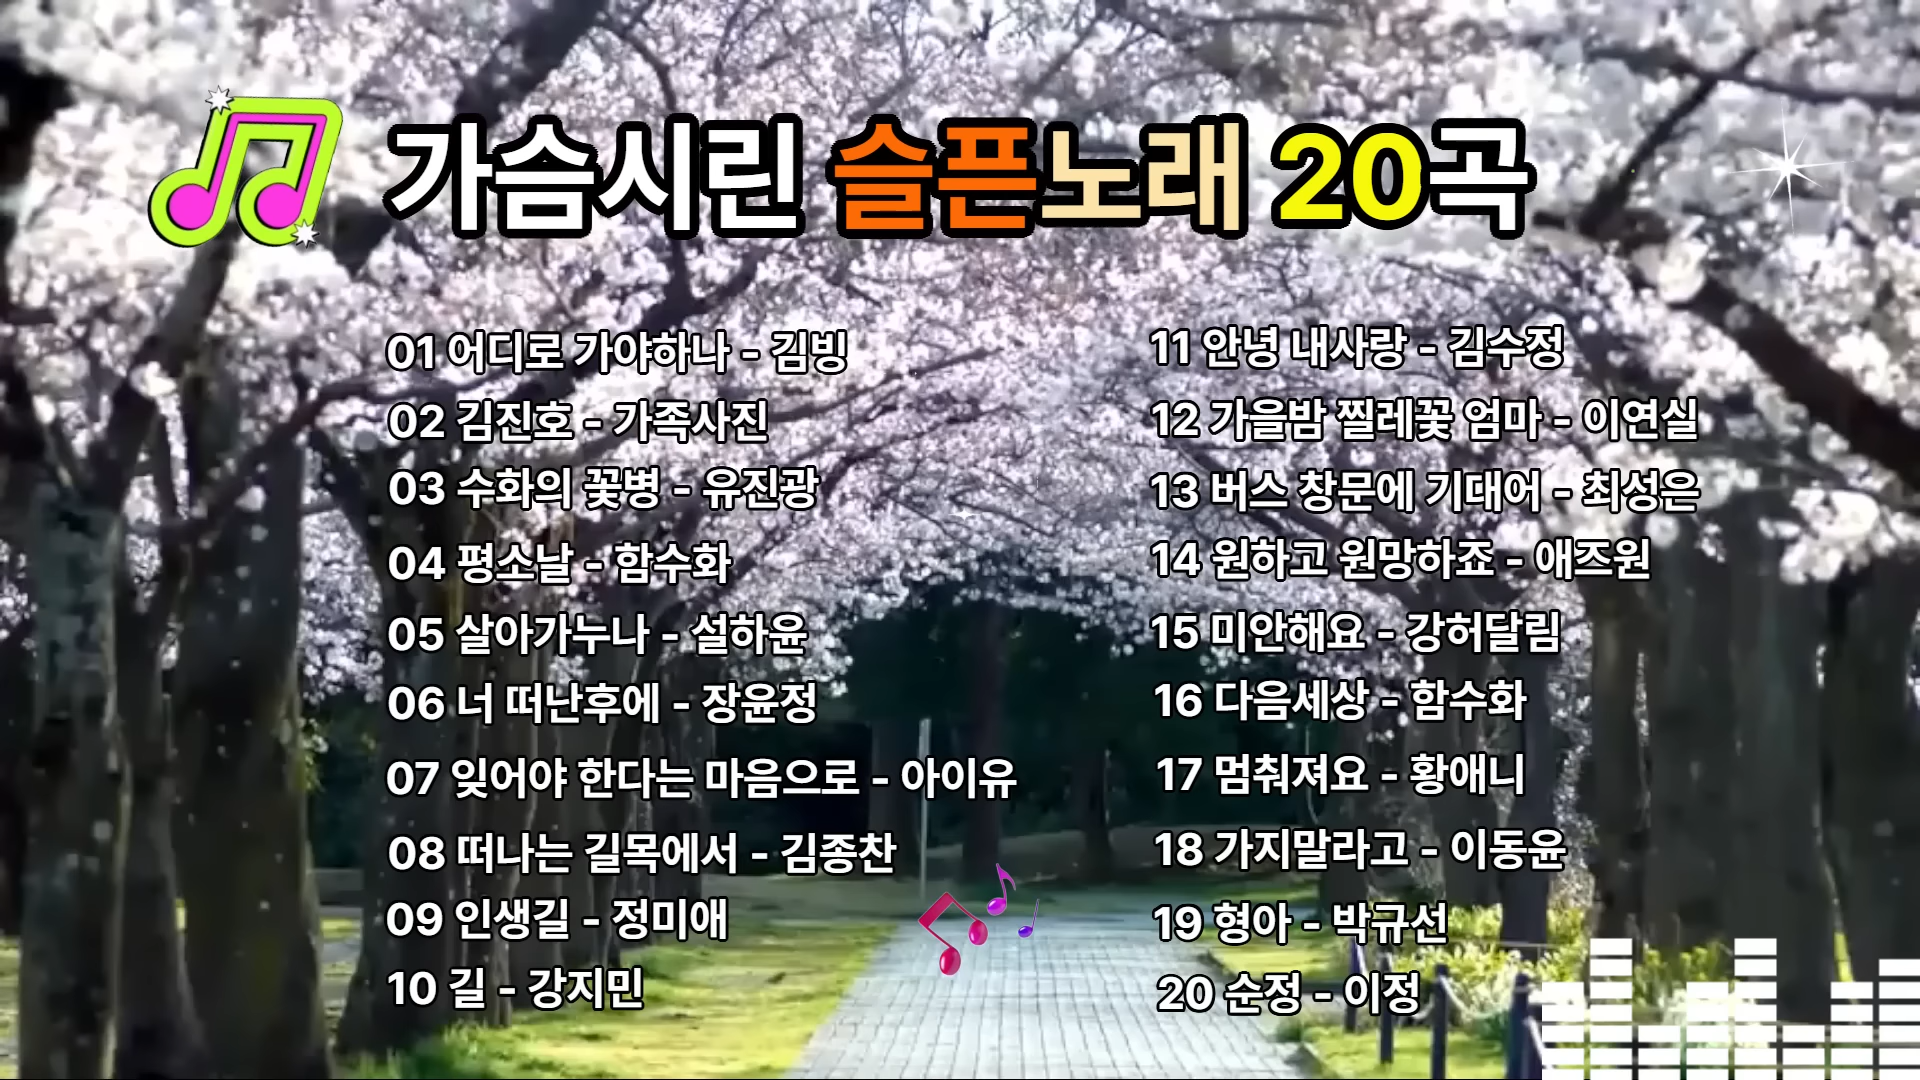 가슴시린 슬픈노래 20곡
01 어디로 가야하나 - 김빙
02 김진호 - 가족사진
03 수화의 꽃병 - 유진광
04 평소날 - 함수화
05 살아가누나 - 설하윤
06 너 떠난후에 - 장윤정
07 잊어야 한다는 마음으로 - 아이유
08 떠나는 길목에서 - 김종찬
09 인생길 - 정미애
10 길 - 강지민
11 안녕 내사랑 - 김수정
12 가을밤 찔레꽃 엄마 - 이연실
13 버스 창문에 기대어 - 최성은
14 원하고 원망하죠 - 애즈원
15 미안해요 - 강허달림
16 다음세상 - 함수화
17 멈춰져요 - 황애니
18 가지말라고 - 이동윤
19 형아 - 박규선
20 순정 - 이정